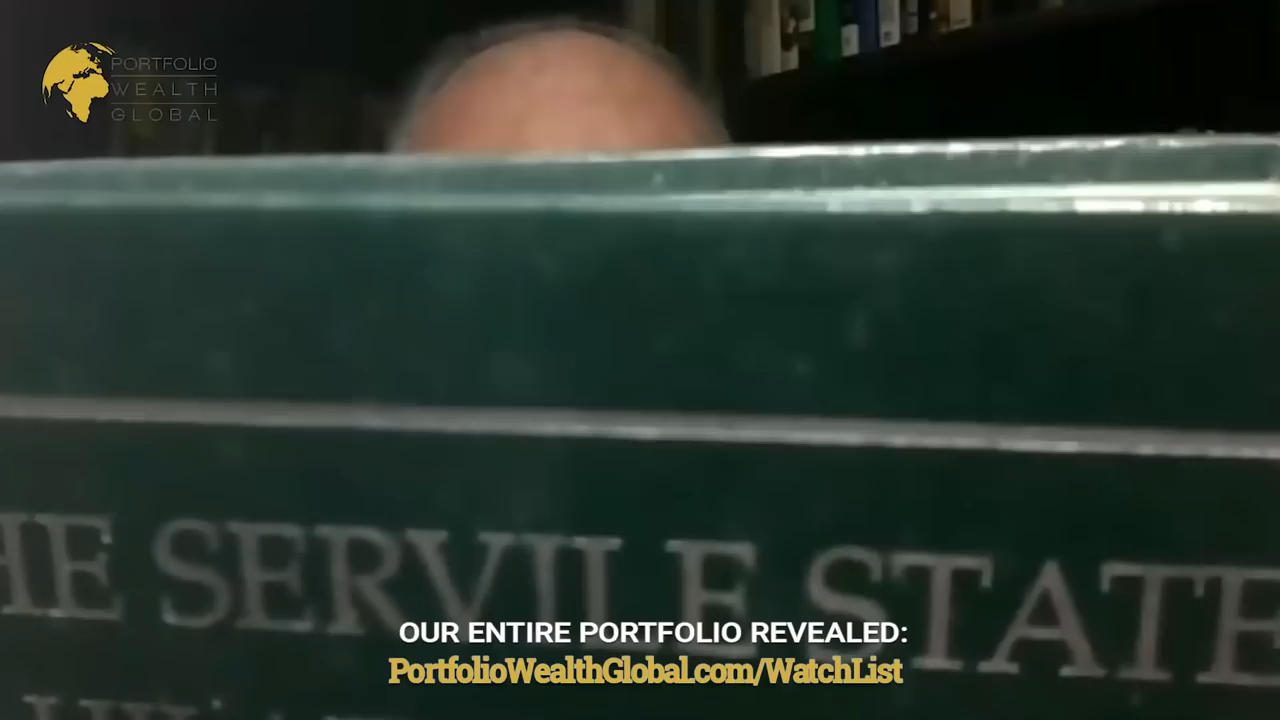 PORTFOLIO
WEALTH
GLOBAL
HE SERVILE STATE
OUR ENTIRE PORTFOLIO REVEALED:
PortfolioWealthGlobal.com/WatchList